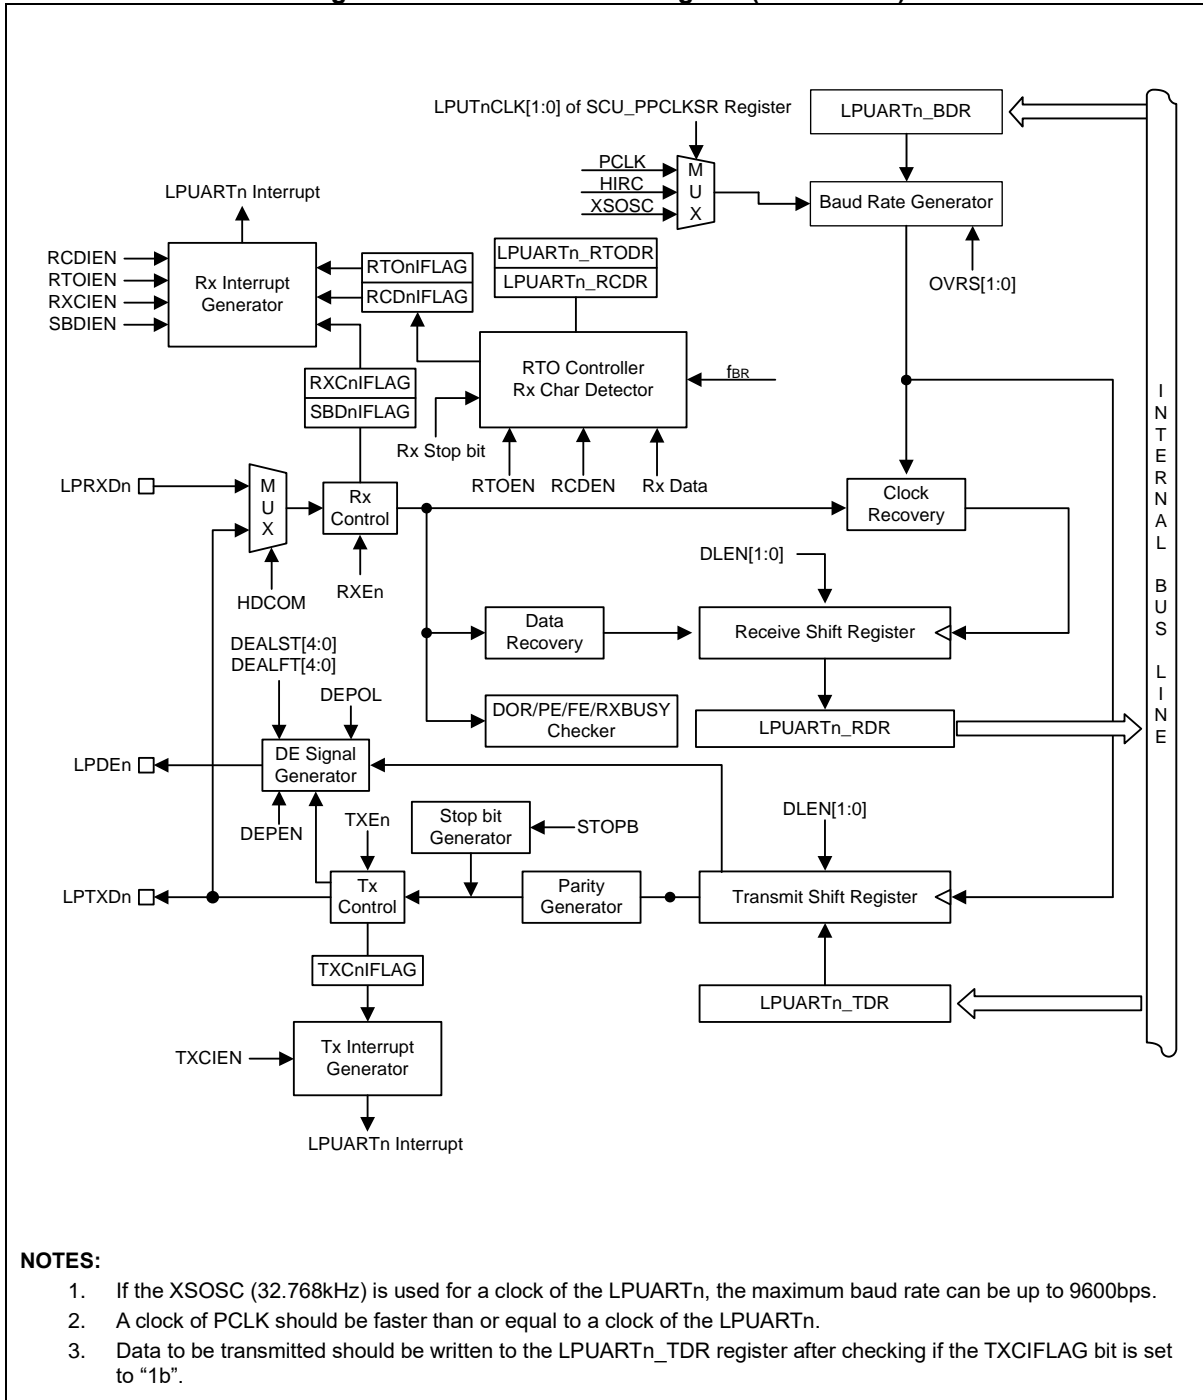 LPUTnCLK[1:0] of SCU_PPCLKSR Register
LPUARTn_BDR
PCLK
HIRC
XSOSC
M
U
X
Baud Rate Generator
OVRS[1:0]
LPUARTn Interrupt
RCDIEN
RTOIEN
RXCIEN
SBDIEN
Rx Interrupt
Generator
RTOnIFLAG
RCDnIFLAG
LPUARTn_RTODR
LPUARTn_RCDR
RTO Controller
Rx Char Detector
fBR
RXCnIFLAG
SBDnIFLAG
Rx Stop bit
RTOEN
RCDEN
Rx Data
LPRXDn
M
U
X
Rx
Control
HDCOM
RXEn
Clock
Recovery
DLEN[1:0]
Data
Recovery
Receive Shift Register
DEALST[4:0]
DEALFT[4:0]
DEPOL
DOR/PE/FE/RXBUSY
Checker
LPUARTn_RDR
LPDEn
DE Signal
Generator
DEPEN
TXEn
Stop bit
Generator
STOPB
DLEN[1:0]
LPTXDn
Tx
Control
Parity
Generator
Transmit Shift Register
TXCnIFLAG
LPUARTn_TDR
TXCIEN
Tx Interrupt
Generator
LPUARTn Interrupt
INTERNAL BUS LINE
NOTES:
1. If the XSOSC (32.768kHz) is used for a clock of the LPUARTn, the maximum baud rate can be up to 9600bps.
2. A clock of PCLK should be faster than or equal to a clock of the LPUARTn.
3. Data to be transmitted should be written to the LPUARTn_TDR register after checking if the TXCIFLAG bit is set
to “1b”.